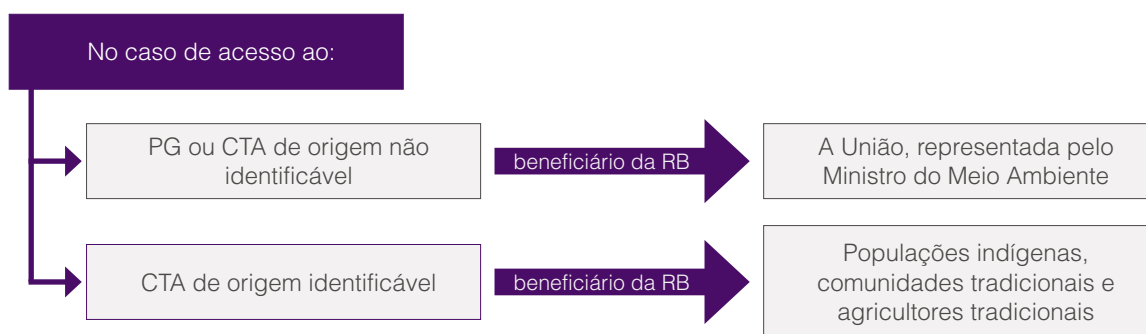 No caso de acesso ao:
PG ou CTA de origem não
identificável
beneficiário da RB
A União, representada pelo
Ministro do Meio Ambiente
CTA de origem identificável
beneficiário da RB
Populações indígenas,
comunidades tradicionais e
agricultores tradicionais